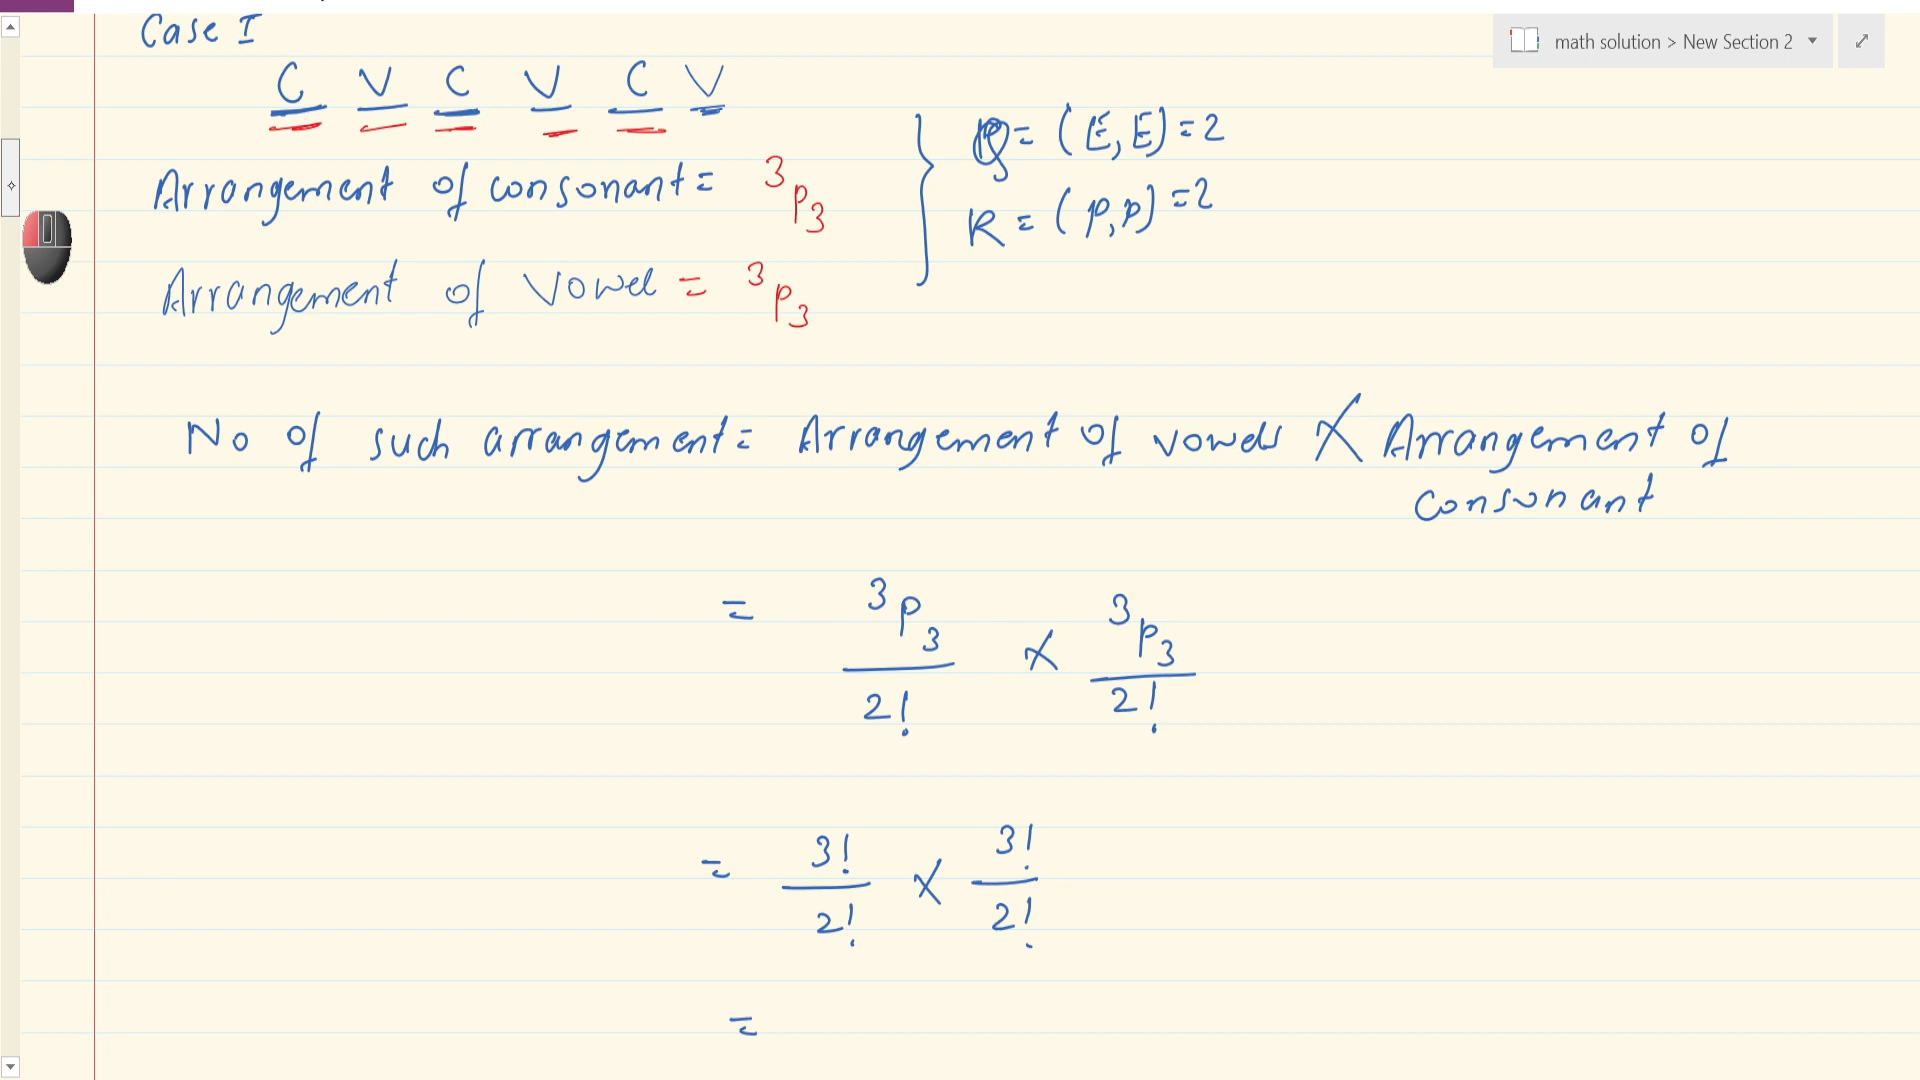 Case I
math solution > New Section 2
C V C V C V
Arrangement of consonant = ³P₃
= (E, E) = 2
R = (P, P) = 2
Arrangement of Vowel = ³P₃
No of such arrangement = Arrangement of vowels X Arrangement of
consonant
= ³P₃/2! X ³P₃/2!
= 3!/2! X 3!/2!
=